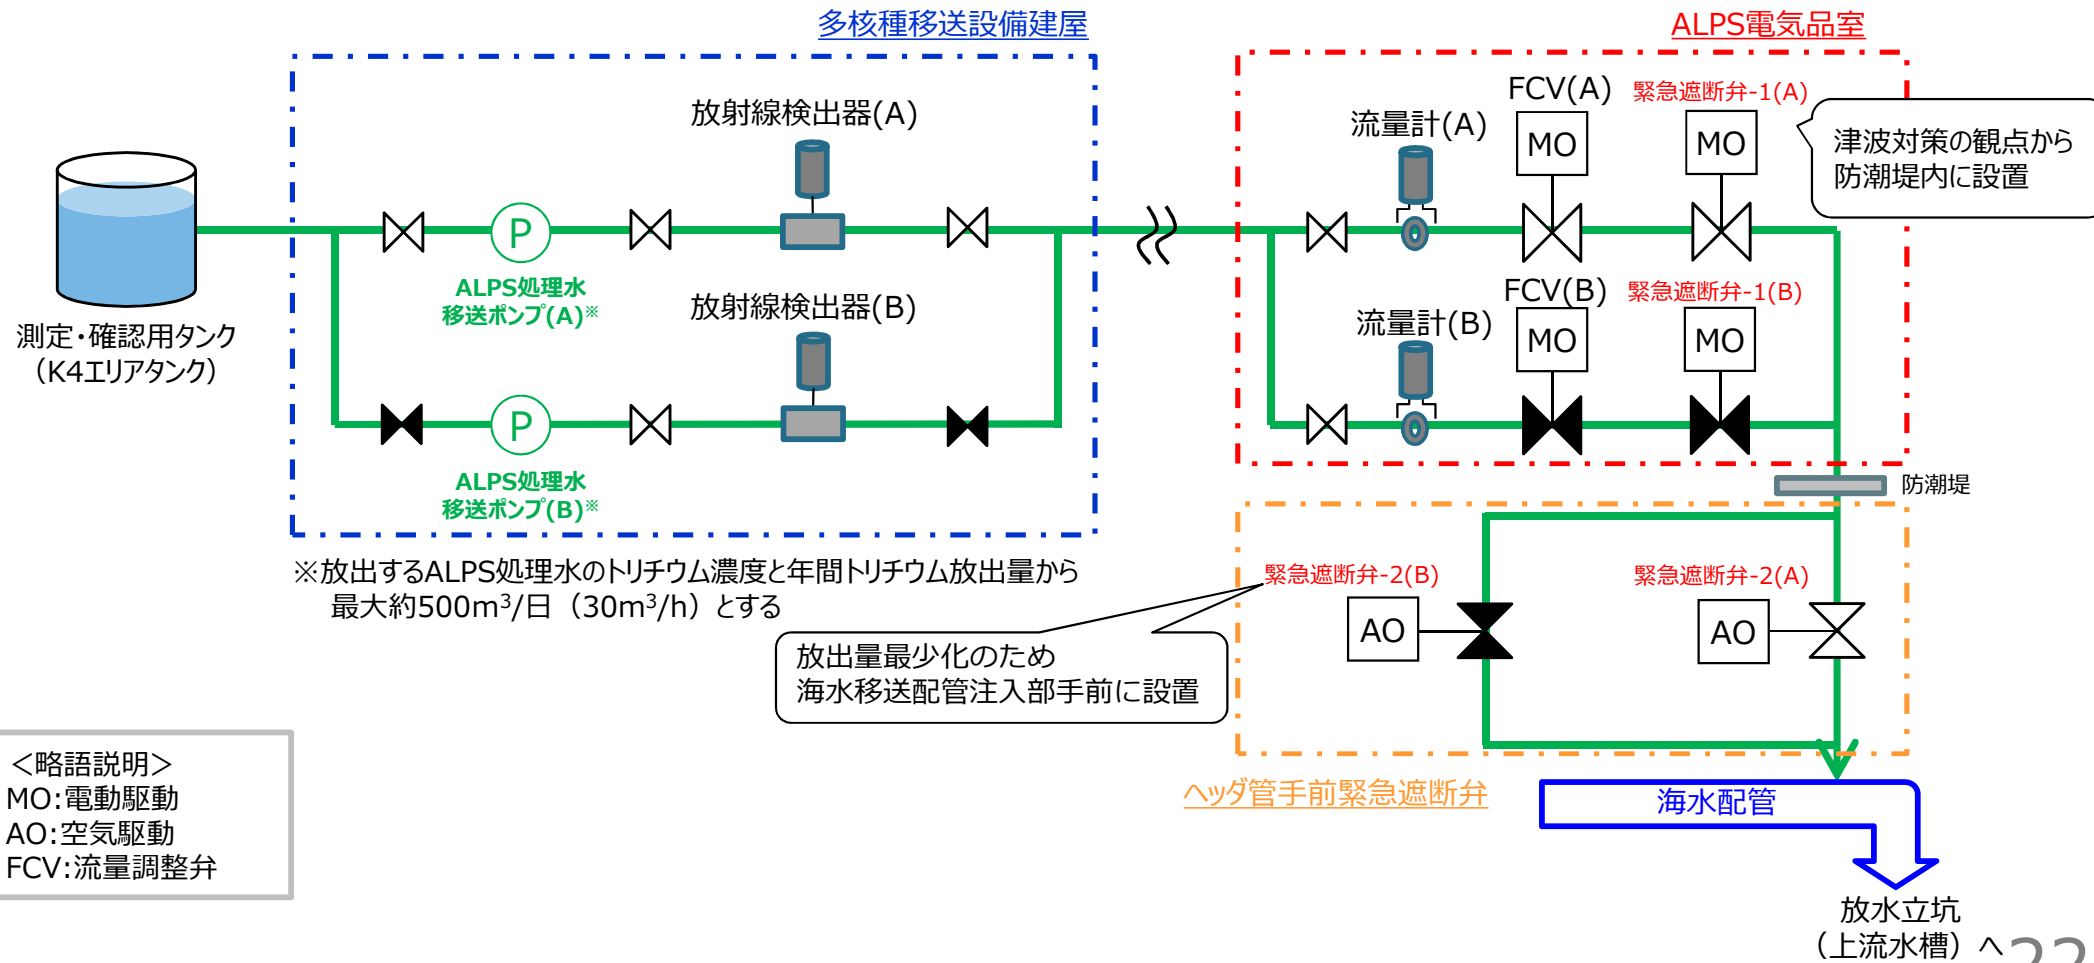 多核種移送設備建屋
ALPS電気品室
放射線検出器(A)
流量計(A)
FCV(A)
緊急遮断弁-1(A)
MO
MO
津波対策の観点から
防潮堤内に設置
P
ALPS処理水
移送ポンプ(A)※
測定・確認用タンク
（K4エリアタンク）
放射線検出器(B)
流量計(B)
FCV(B)
緊急遮断弁-1(B)
MO
MO
P
ALPS処理水
移送ポンプ(B)※
防潮堤
※放出するALPS処理水のトリチウム濃度と年間トリチウム放出量から
最大約500m³/日（30m³/h）とする
緊急遮断弁-2(B)
緊急遮断弁-2(A)
AO
AO
放出量最少化のため
海水移送配管注入部手前に設置
ヘッダ管手前緊急遮断弁
海水配管
＜略語説明＞
MO:電動駆動
AO:空気駆動
FCV:流量調整弁
放水立坑
（上流水槽）へ
22